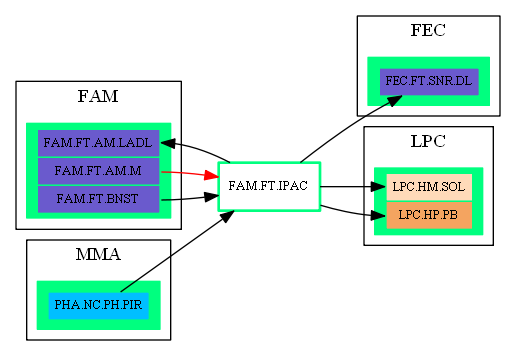 FAM
FAM.FT.AM.LADL
FAM.FT.AM.M
FAM.FT.BNST
MMA
PHA.NC.PH.PIR
FAM.FT.IPAC
FEC
FEC.FT.SNR.DL
LPC
LPC.HM.SOL
LPC.HP.PB